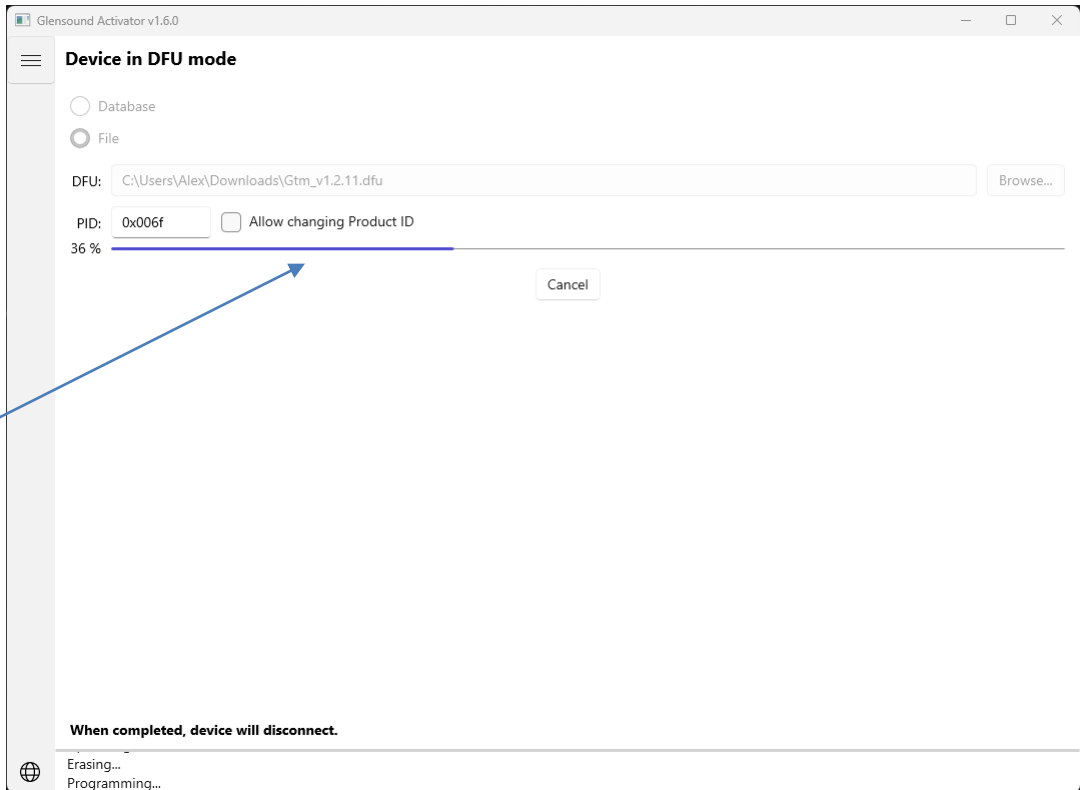 Glensound Activator v1.6.0
Device in DFU mode
Database
File
DFU: C:\Users\Alex\Downloads\Gtm_v1.2.11.dfu Browse...
PID: 0x006f Allow changing Product ID
36 %
Cancel
When completed, device will disconnect.
Erasing...
Programming...